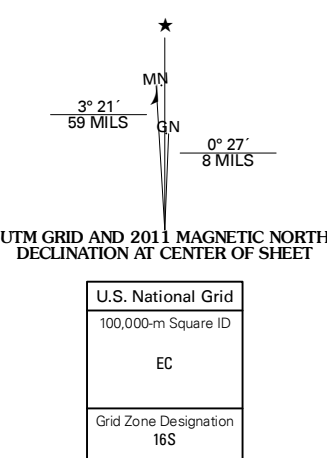 ★
MN
3° 21´
59 MILS
GN
0° 27´
8 MILS
UTM GRID AND 2011 MAGNETIC NORTH
DECLINATION AT CENTER OF SHEET
U.S. National Grid
100,000-m Square ID
EC
Grid Zone Designation
16S